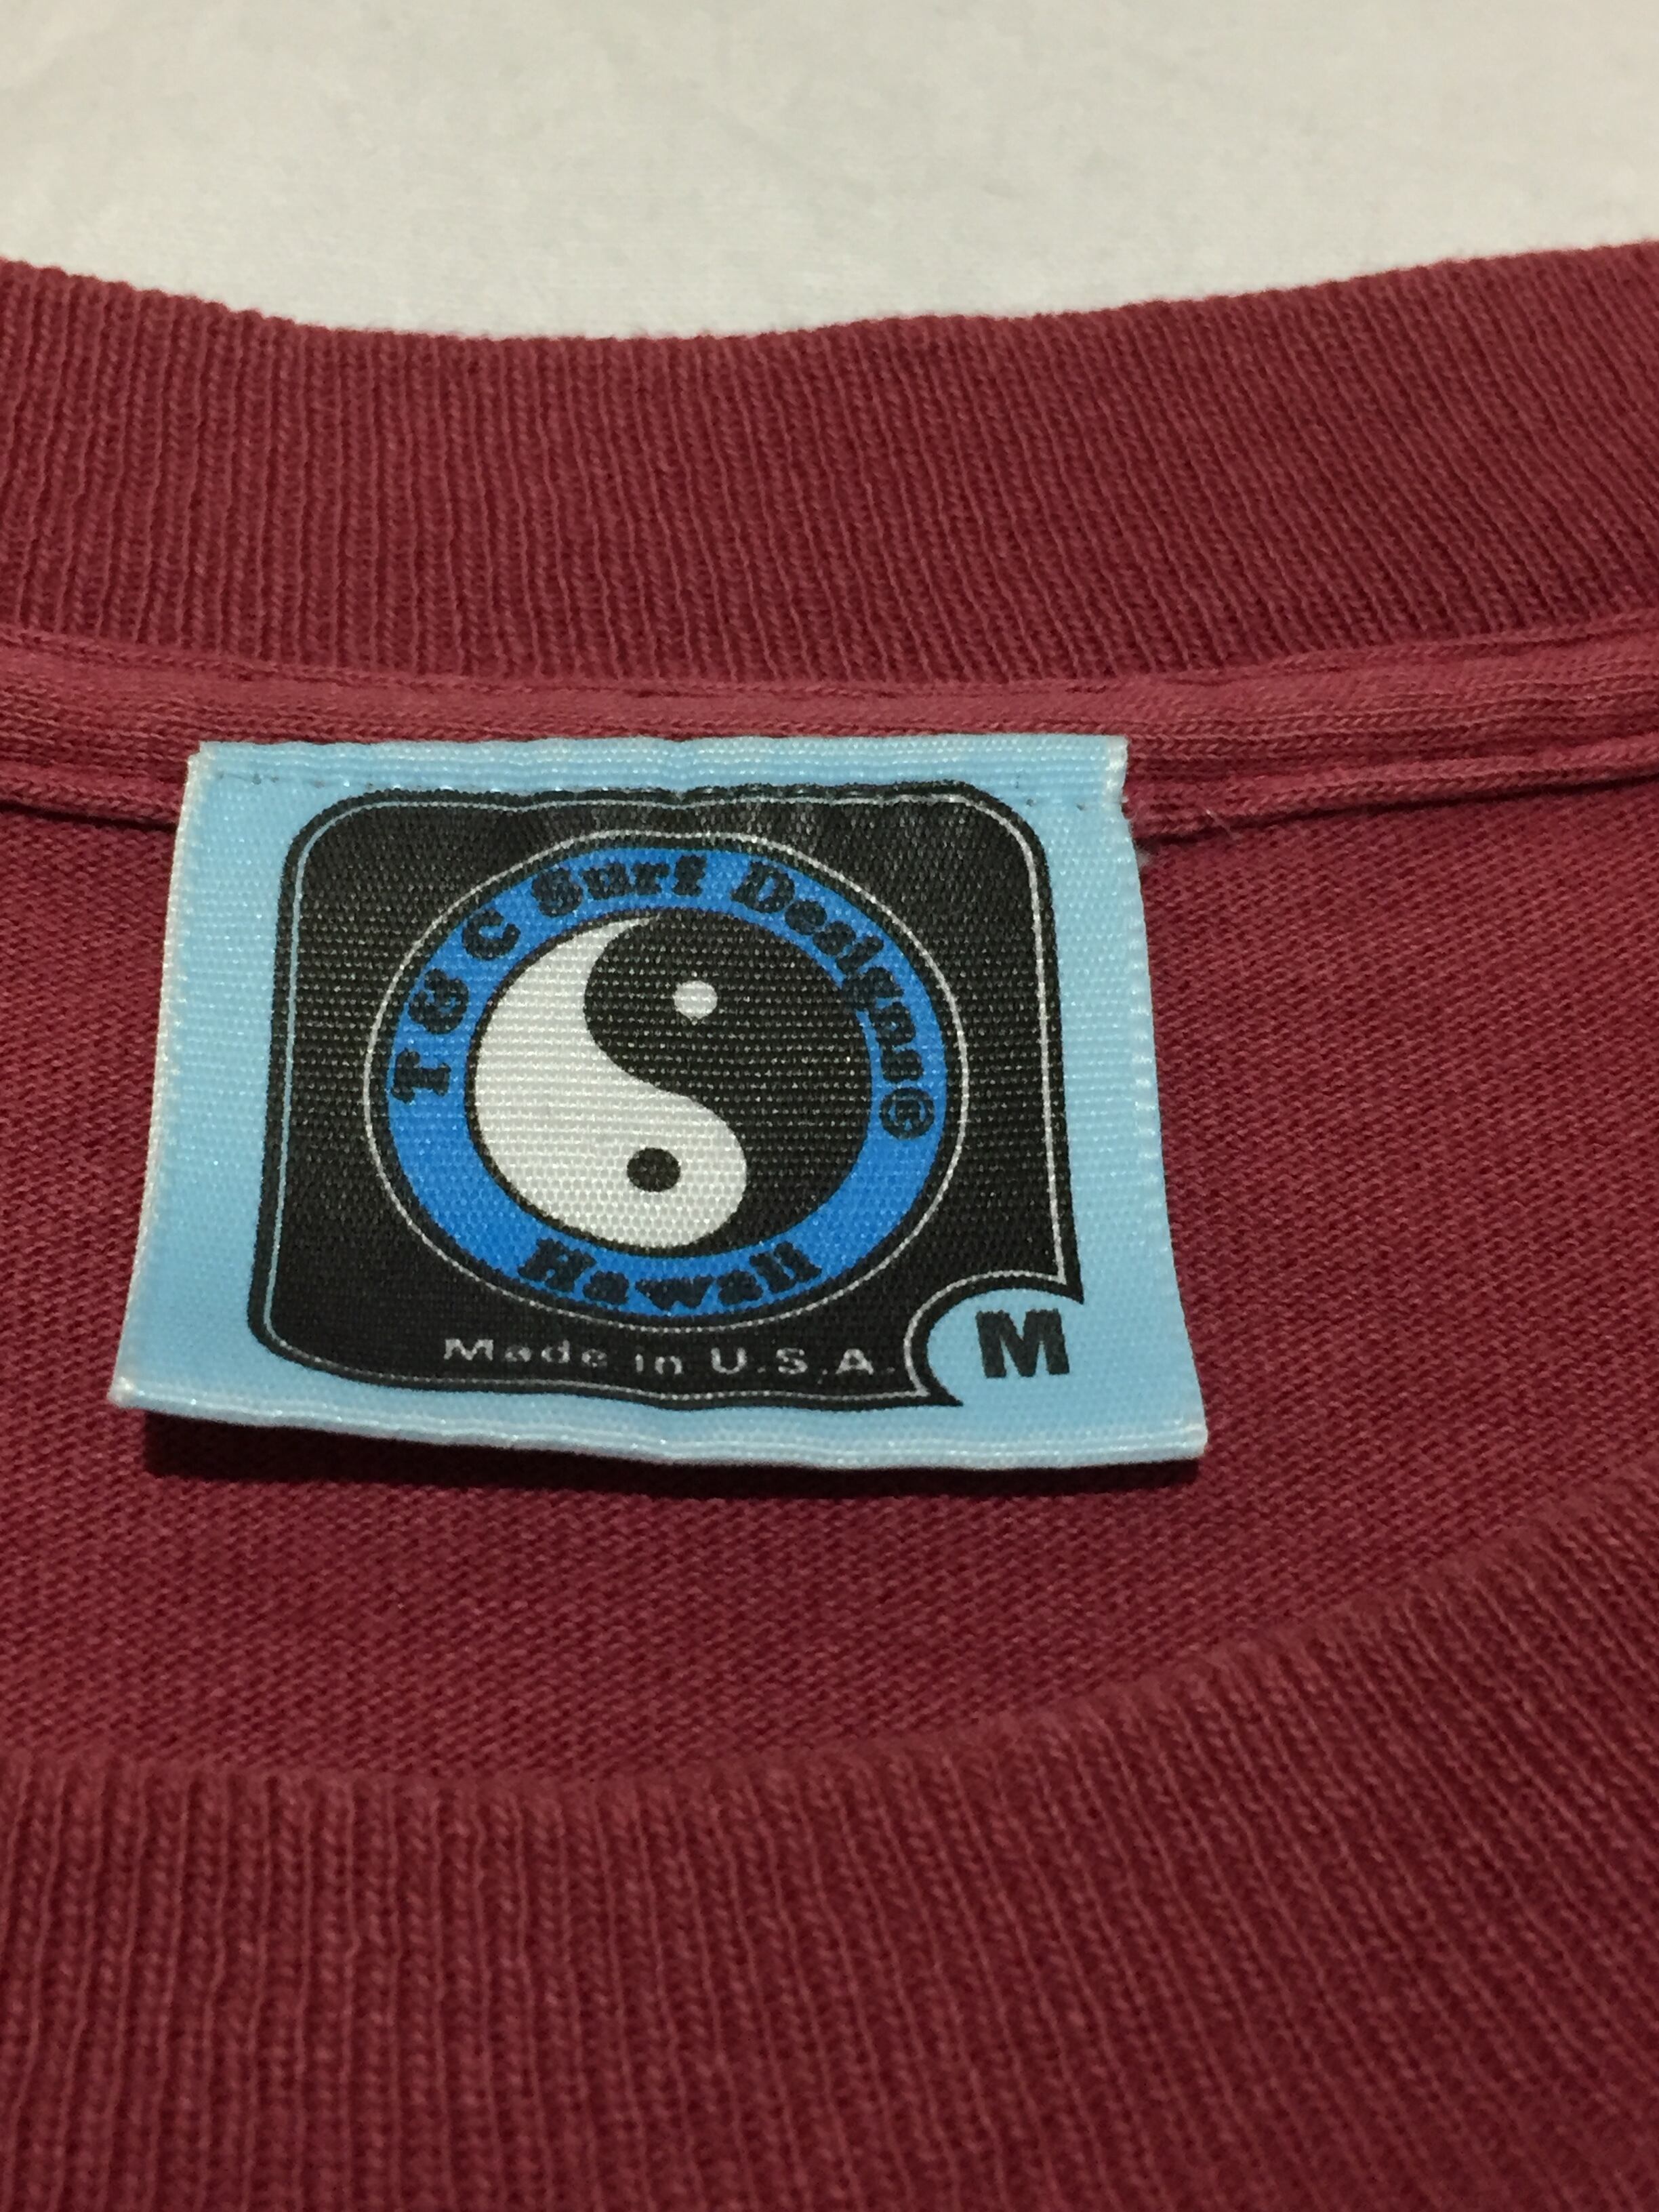 T&C Surf Designs®
Hawaii
Made in U.S.A.
M